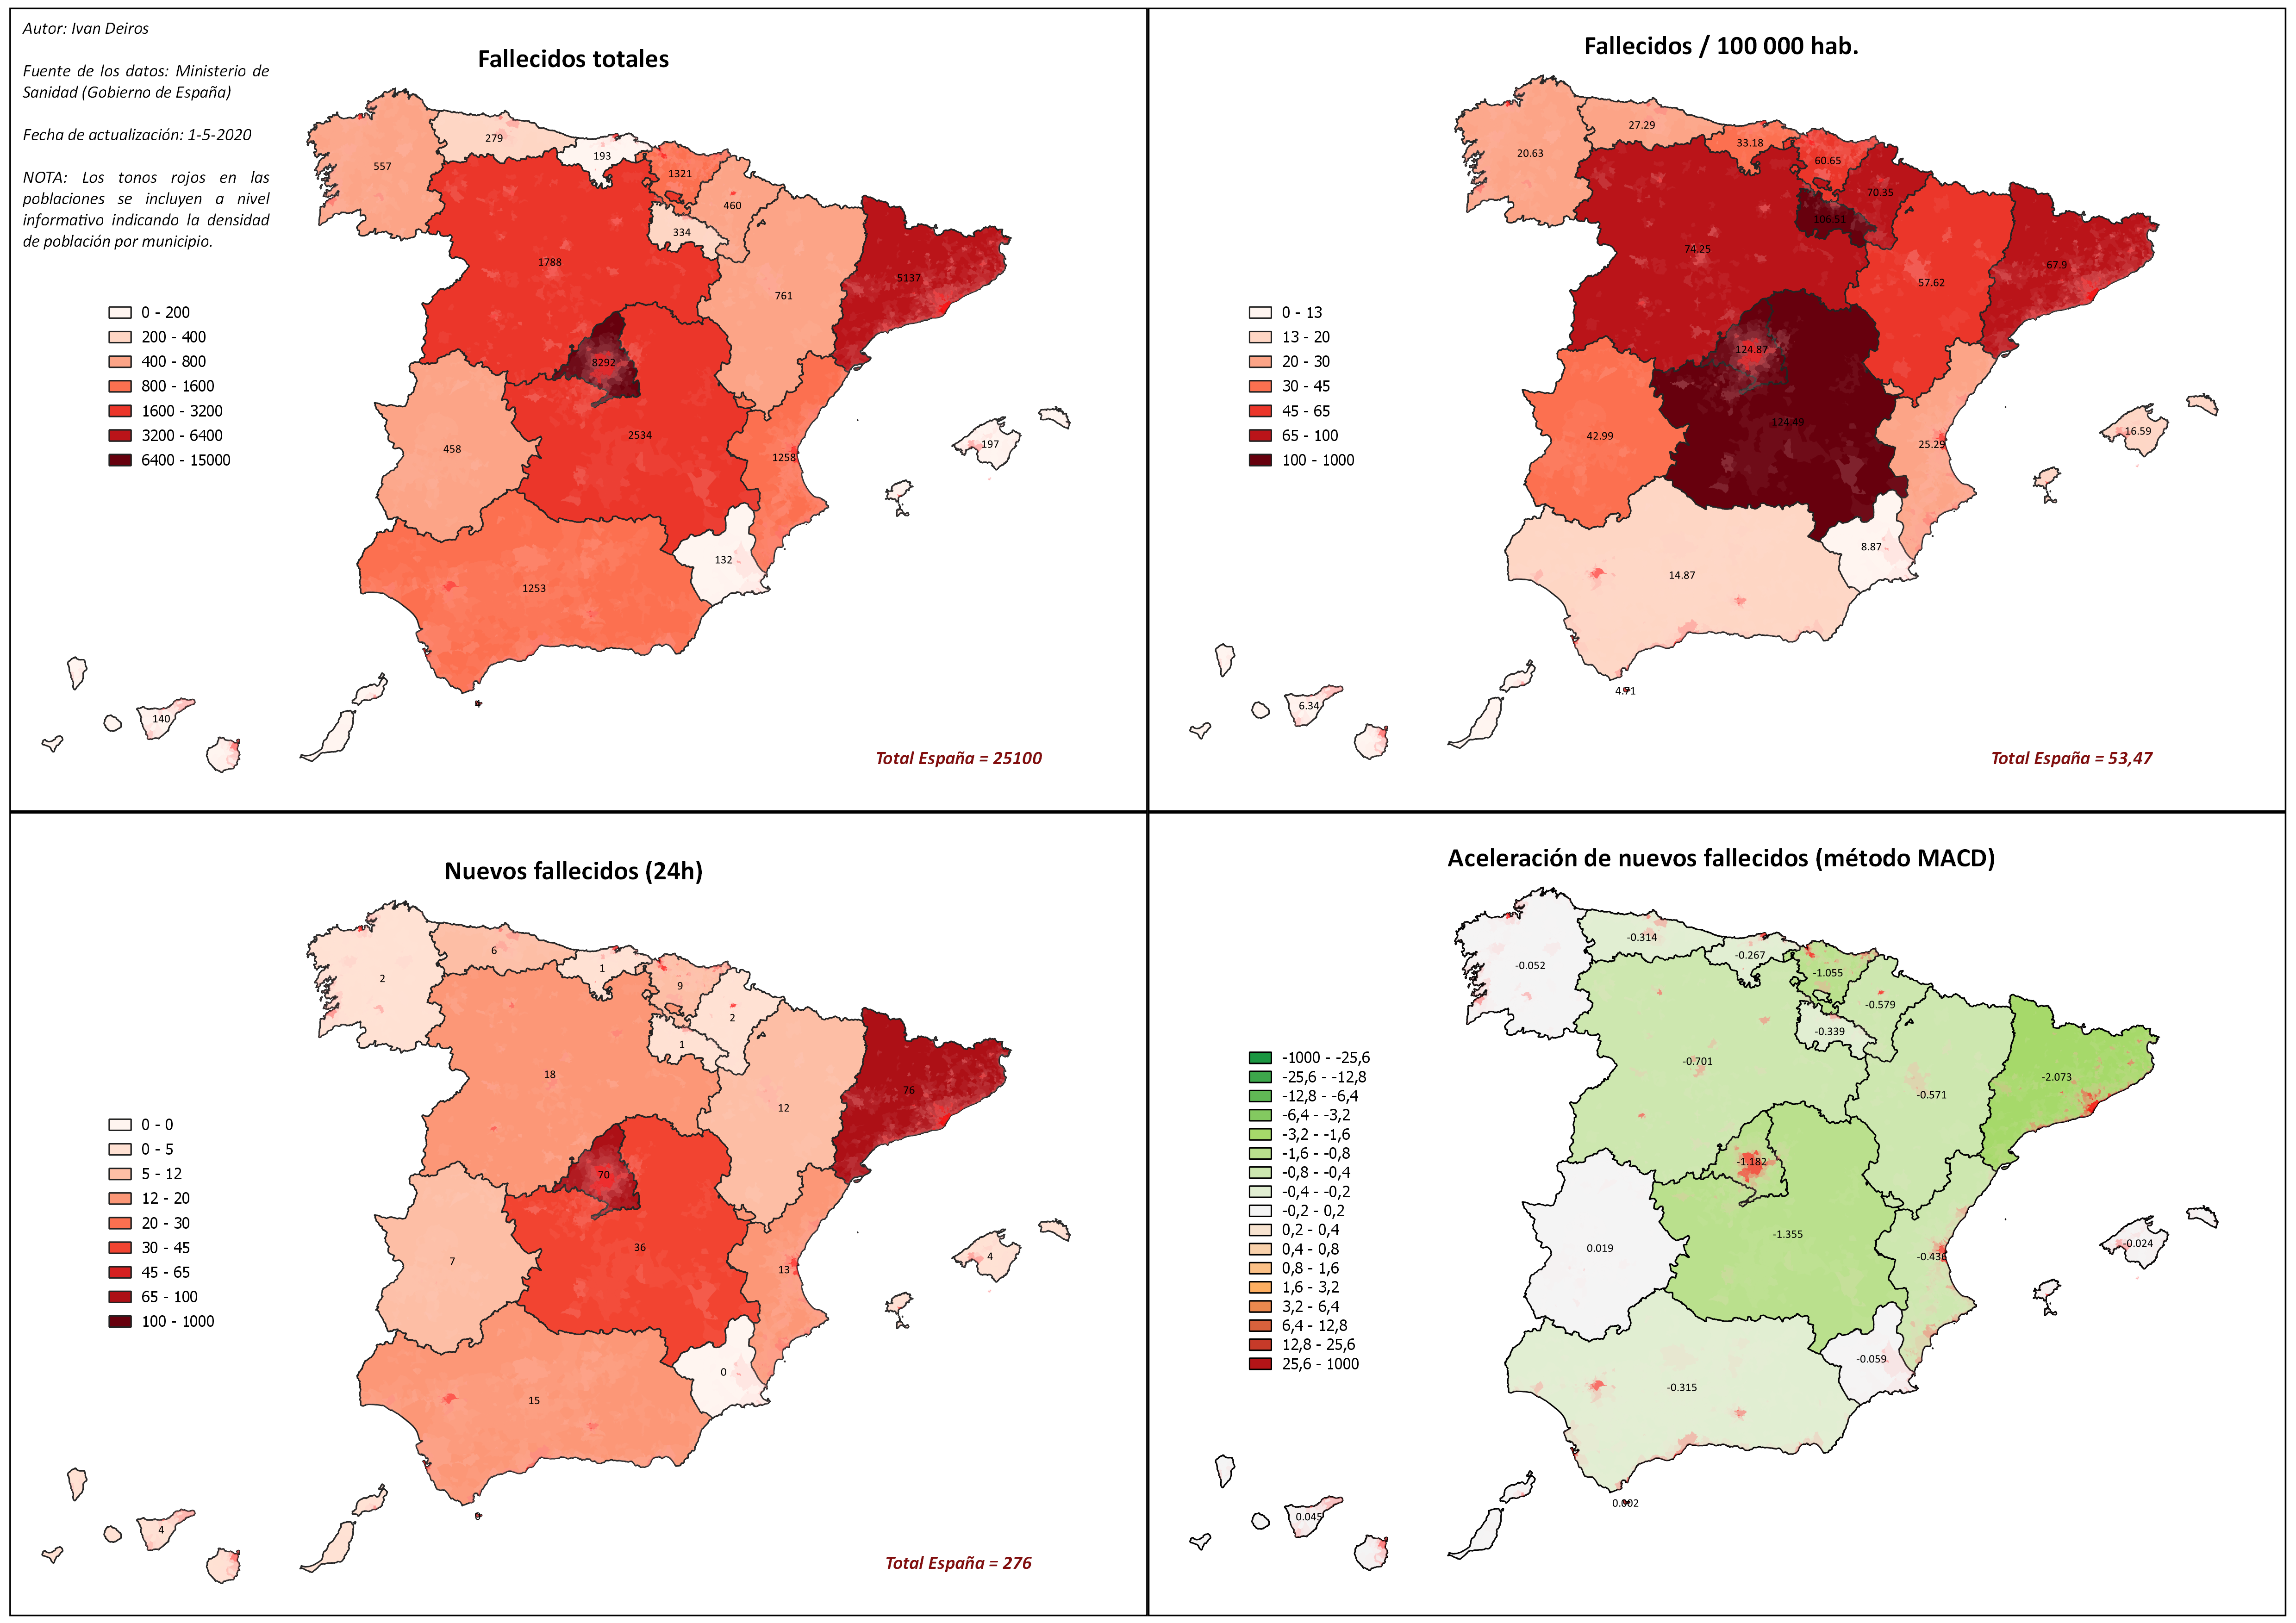 Autor: Ivan Deiros
Fuente de los datos: Ministerio de
Sanidad (Gobierno de España)
Fecha de actualización: 1-5-2020
NOTA: Los tonos rojos en las
poblaciones se incluyen a nivel
informativo indicando la densidad
de población por municipio.
Fallecidos totales
0 - 200
200 - 400
400 - 800
800 - 1600
1600 - 3200
3200 - 6400
6400 - 15000
557
279
193
1321
460
334
1788
761
5137
8292
458
2534
1258
197
132
1253
140
Total España = 25100
Fallecidos / 100 000 hab.
0 - 13
13 - 20
20 - 30
30 - 45
45 - 65
65 - 100
100 - 1000
20.63
27.29
33.18
60.65
70.35
106.51
74.25
57.62
67.9
124.87
42.99
124.49
25.29
16.59
8.87
14.87
4.71
6.34
Total España = 53,47
Nuevos fallecidos (24h)
0 - 0
0 - 5
5 - 12
12 - 20
20 - 30
30 - 45
45 - 65
65 - 100
100 - 1000
2
6
1
9
2
1
18
12
76
70
7
36
13
4
0
15
0
4
Total España = 276
Aceleración de nuevos fallecidos (método MACD)
-1000 - -25,6
-25,6 - -12,8
-12,8 - -6,4
-6,4 - -3,2
-3,2 - -1,6
-1,6 - -0,8
-0,8 - -0,4
-0,4 - -0,2
-0,2 - 0,2
0,2 - 0,4
0,4 - 0,8
0,8 - 1,6
1,6 - 3,2
3,2 - 6,4
6,4 - 12,8
12,8 - 25,6
25,6 - 1000
-0.052
-0.314
-0.267
-1.055
-0.579
-0.339
-0.701
-0.571
-2.073
-1.182
0.019
-1.355
-0.436
-0.024
-0.059
-0.315
0.002
0.045